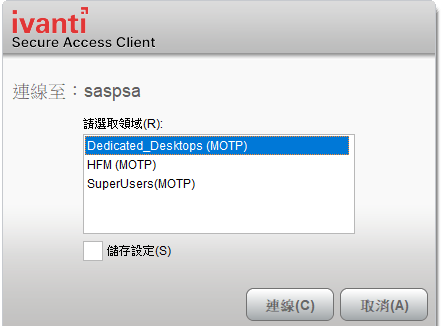 ivanti
Secure Access Client
連線至：saspsa
請選取領域(R):
Dedicated_Desktops (MOTP)
HFM (MOTP)
SuperUsers(MOTP)
儲存設定(S)
連線(C) 取消(A)